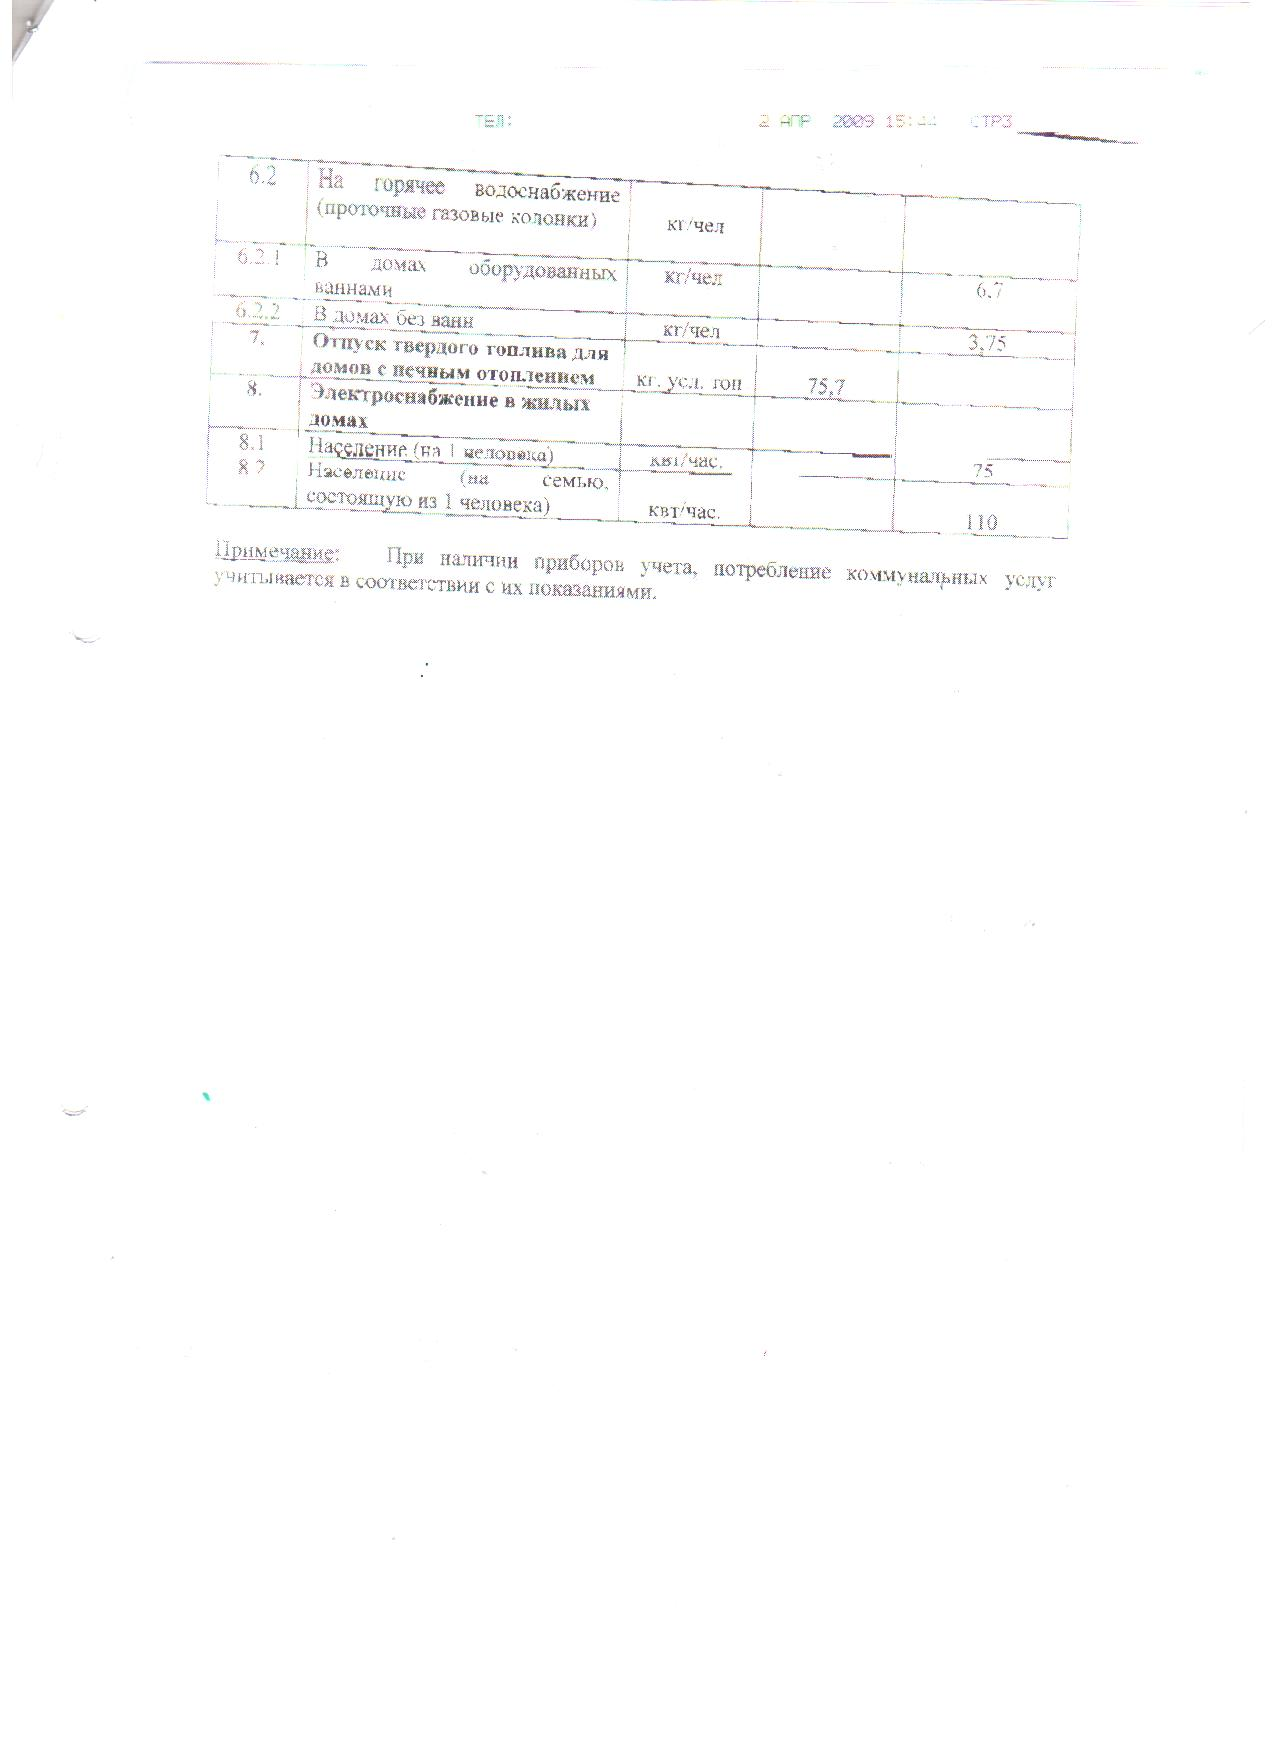 ТЕЛ: 2 АПР 2009 15:44 СТР3
6.2 На горячее водоснабжение
(проточные газовые колонки) кг/чел
6.2.1 В домах оборудованных кг/чел 6,7
ваннами
6.2.2 В домах без ванн кг/чел 3,75
7. Отпуск твердого топлива для
домов с печным отоплением кг. усл. топ 75,7
8. Электроснабжение в жилых
домах
8.1 Население (на 1 человека) квт/час. 75
8.2 Население (на семью,
состоящую из 1 человека) квт/час. 110
Примечание: При наличии приборов учета, потребление коммунальных услуг
учитывается в соответствии с их показаниями.